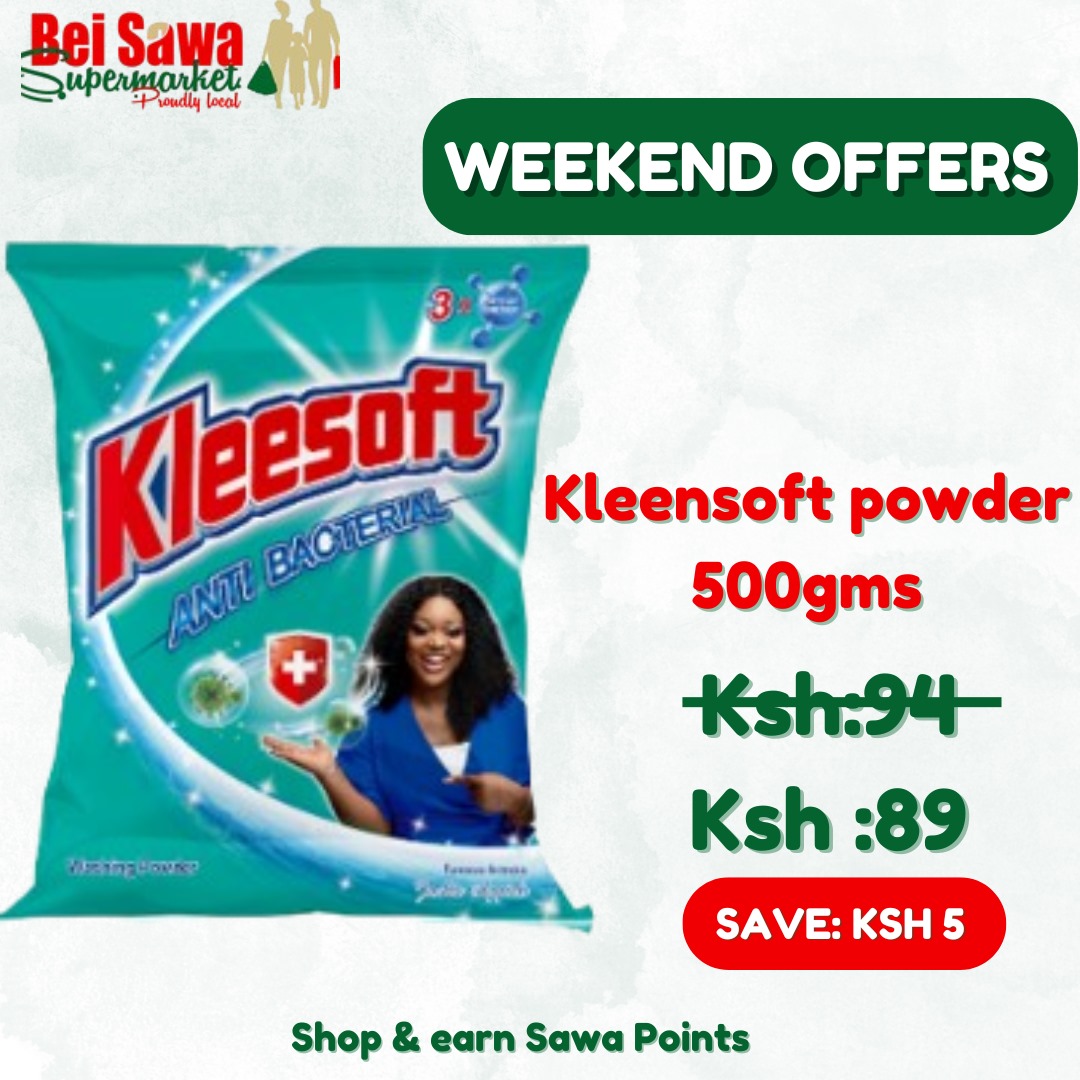 Bei Sawa
Supermarket
Proudly local
WEEKEND OFFERS
3x
Kleesoft
ANTI BACTERIAL
Washing Powder
Kleensoft powder
500gms
Ksh:94
Ksh :89
SAVE: KSH 5
Shop & earn Sawa Points